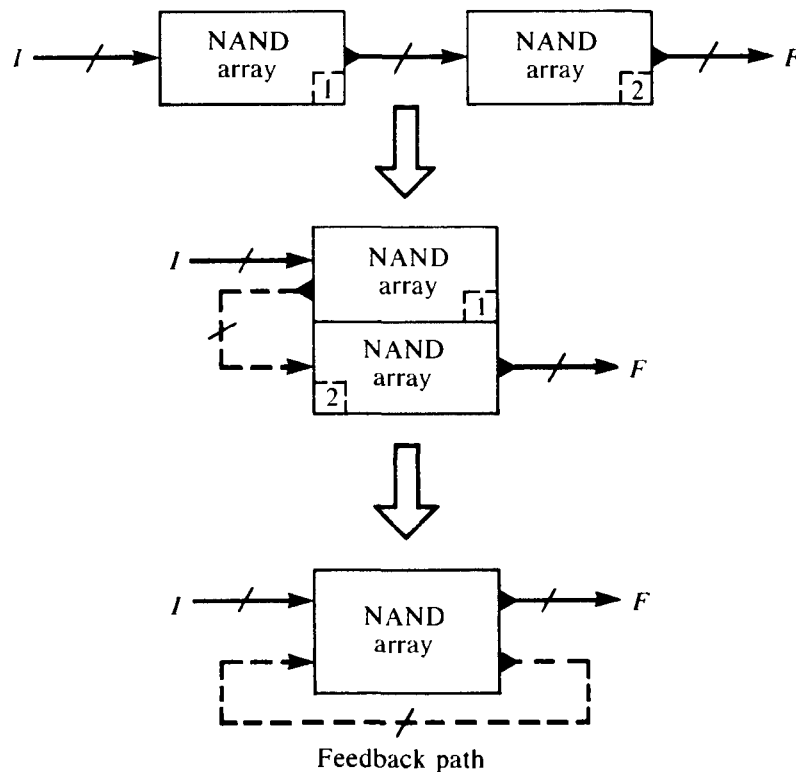 I
NAND
array
1
NAND
array
2
F
I
NAND
array
1
NAND
array
2
F
I
NAND
array
F
Feedback path